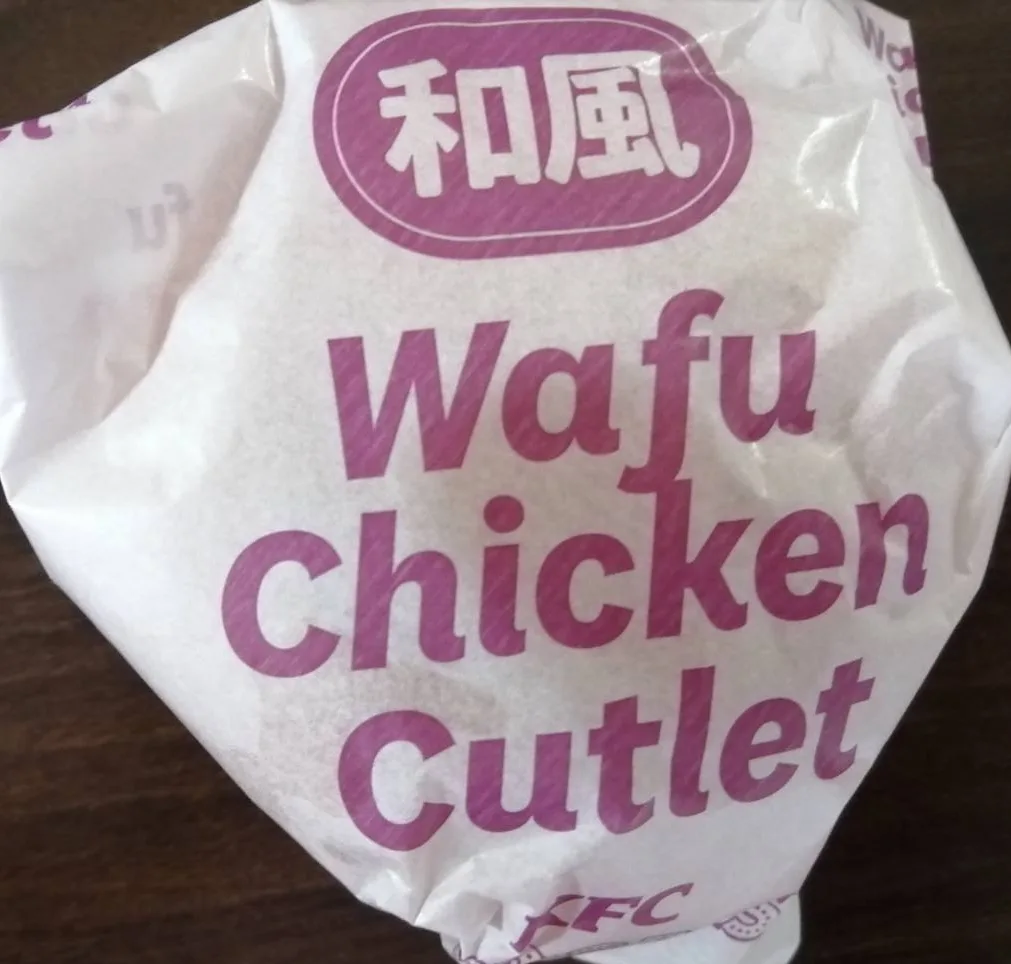 和風
Wafu
Chicken
Cutlet
KFC